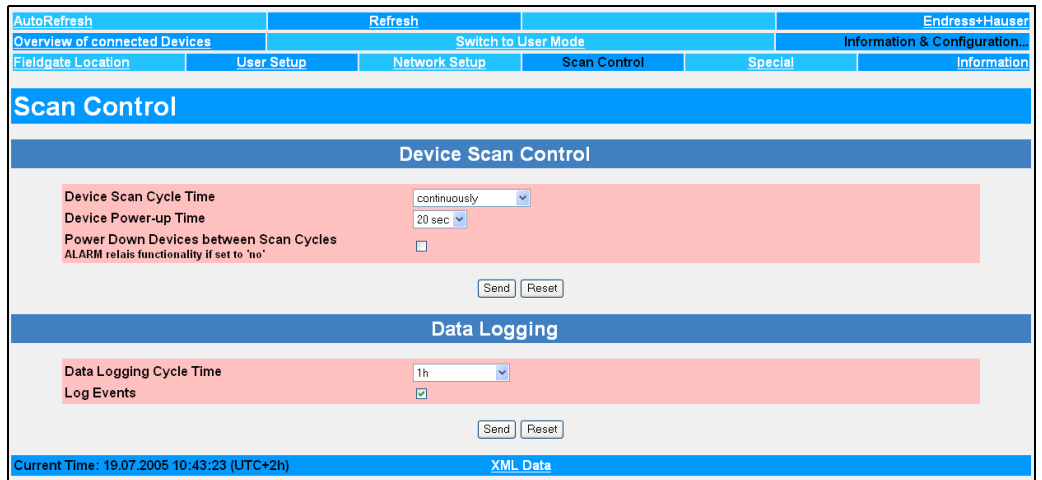 AutoRefresh Refresh Endress+Hauser
Overview of connected Devices Switch to User Mode Information & Configuration...
Fieldgate Location User Setup Network Setup Scan Control Special Information
Scan Control
Device Scan Control
Device Scan Cycle Time continuously
Device Power-up Time 20 sec
Power Down Devices between Scan Cycles
ALARM relais functionality if set to 'no'
Send Reset
Data Logging
Data Logging Cycle Time 1h
Log Events
Send Reset
Current Time: 19.07.2005 10:43:23 (UTC+2h) XML Data